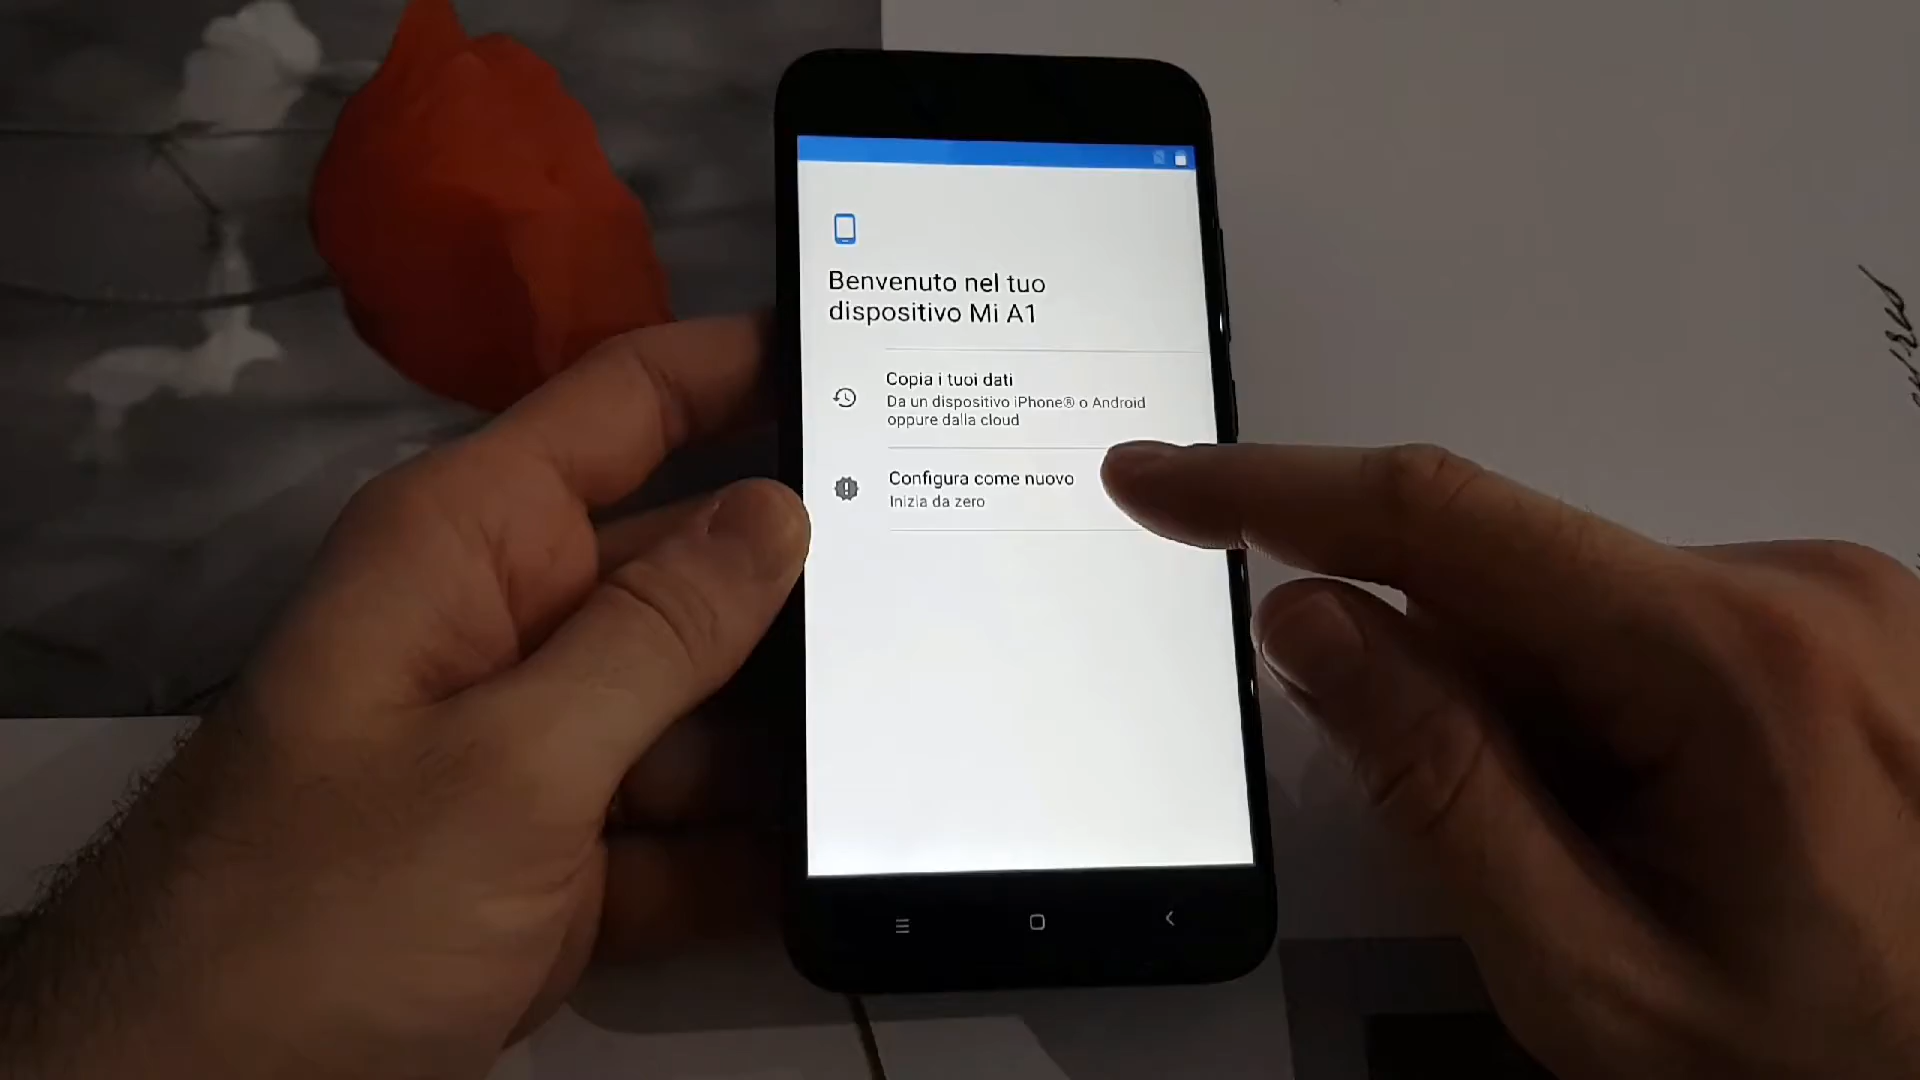 Benvenuto nel tuo
dispositivo Mi A1
Copia i tuoi dati
Da un dispositivo iPhone® o Android
oppure dalla cloud
Configura come nuovo
Inizia da zero